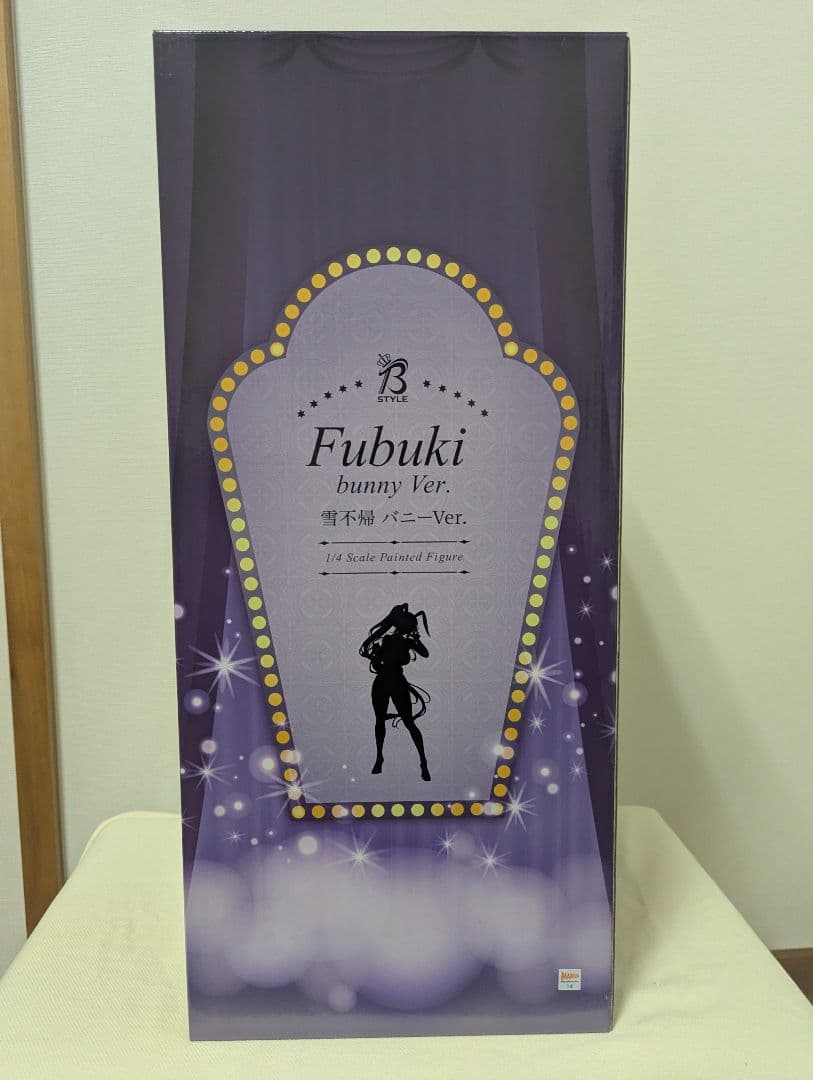 B
STYLE
Fubuki
bunny Ver.
雪不帰 バニーVer.
1/4 Scale Painted Figure